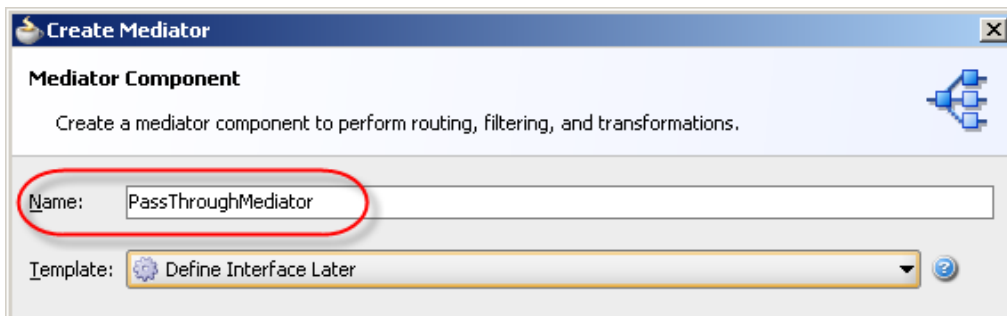 Create Mediator
Mediator Component
Create a mediator component to perform routing, filtering, and transformations.
Name: PassThroughMediator
Template: Define Interface Later